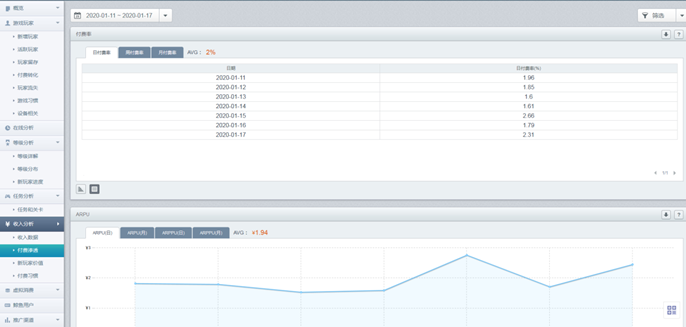 概览
游戏玩家
新增玩家
活跃玩家
玩家留存
付费转化
玩家流失
游戏习惯
设备相关
在线分析
等级分析
等级详解
等级分布
新玩家进度
任务分析
任务和关卡
收入分析
收入数据
付费渗透
新玩家价值
付费习惯
虚拟消费
鲸鱼用户
推广渠道
2020-01-11 ~ 2020-01-17
筛选
付费率
?
日付费率
周付费率
月付费率
AVG： 2%
日期 日付费率(%)
2020-01-11 1.96
2020-01-12 1.85
2020-01-13 1.6
2020-01-14 1.61
2020-01-15 2.66
2020-01-16 1.79
2020-01-17 2.31
1/1
ARPU
?
ARPU(日)
ARPU(月)
ARPPU(日)
ARPPU(月)
AVG： ¥1.94
¥3
¥2
¥1